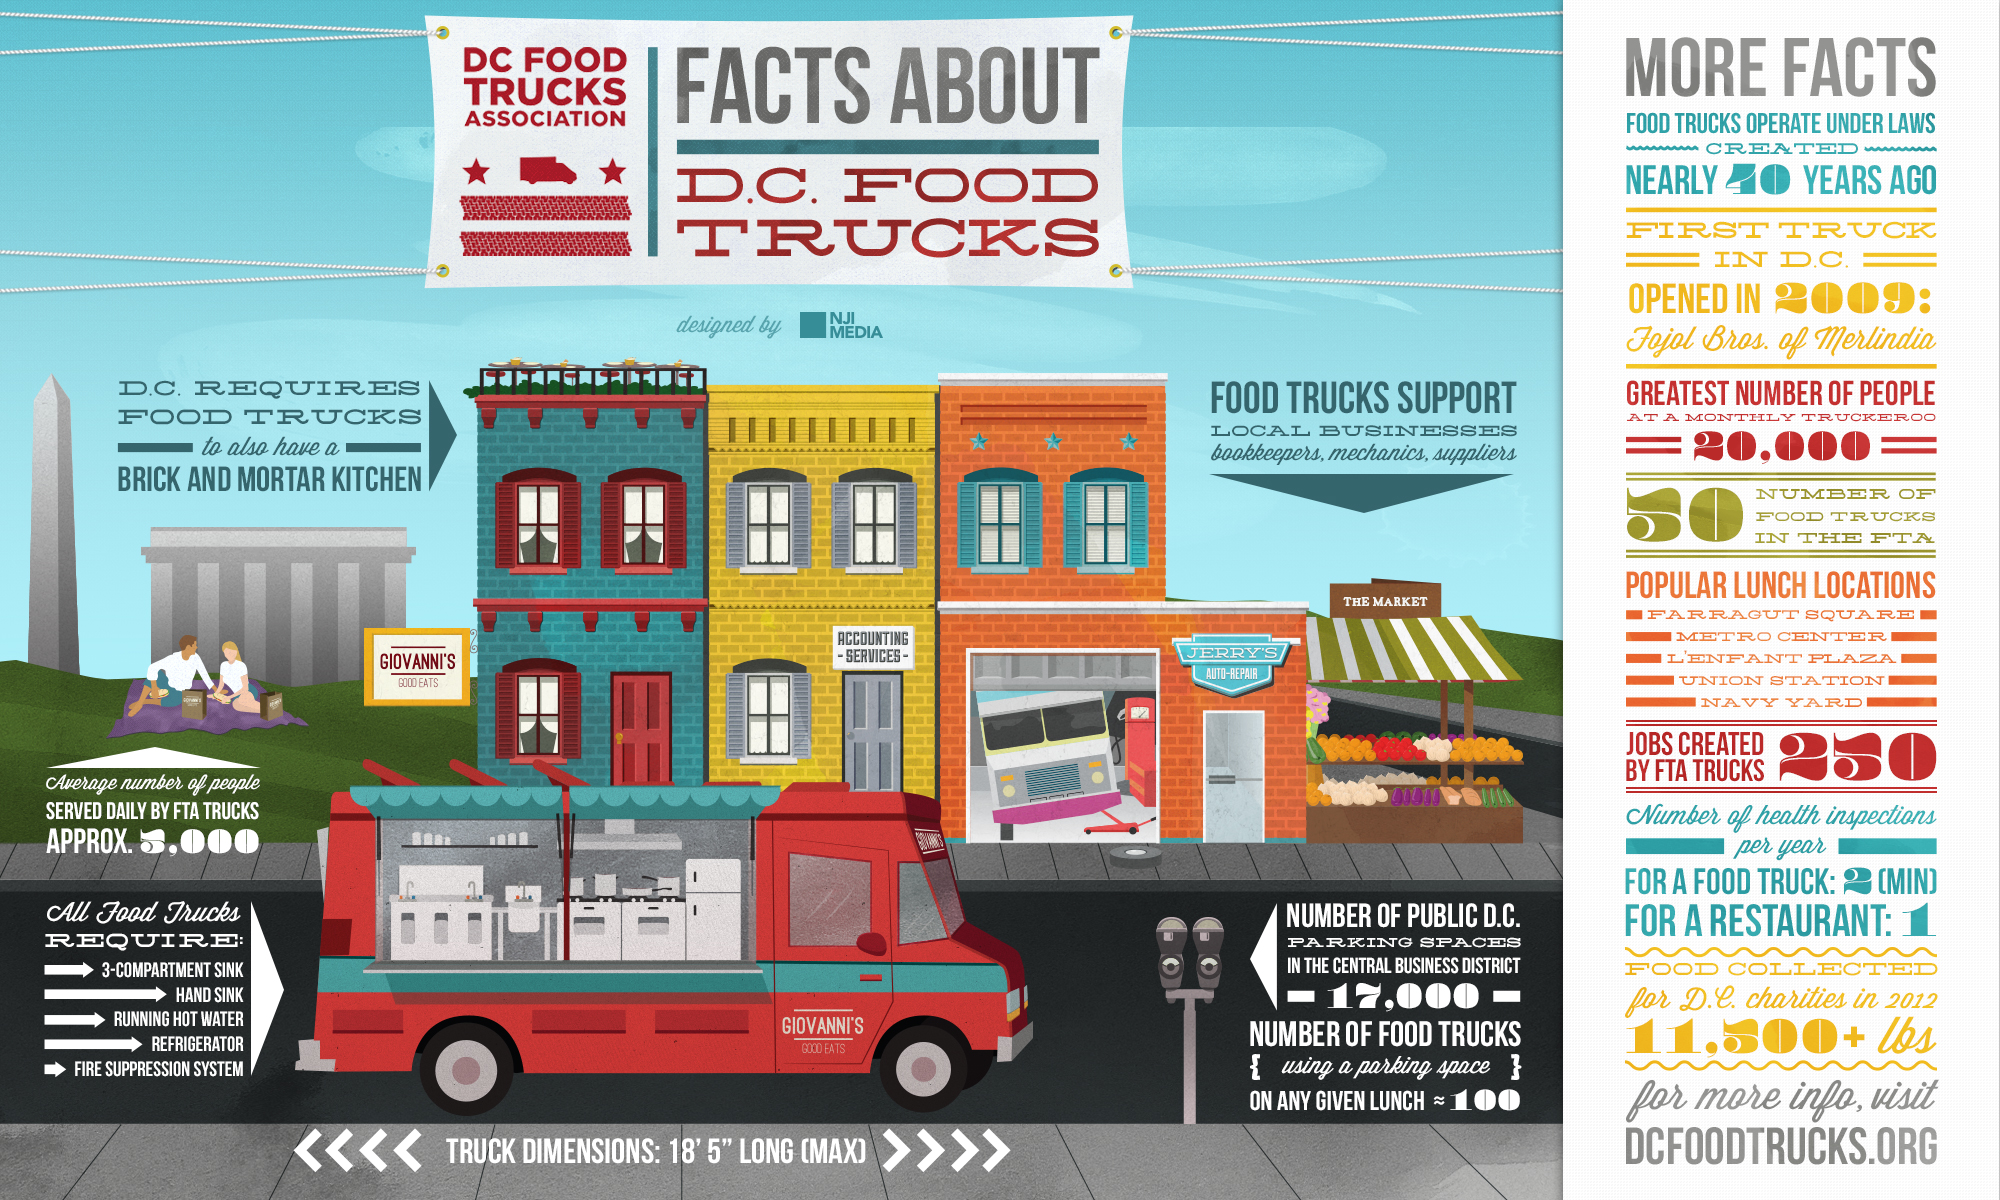 DC FOOD
TRUCKS
ASSOCIATION
FACTS ABOUT
D.C. FOOD
TRUCKS
designed by NJI MEDIA
D.C. REQUIRES
FOOD TRUCKS
to also have a
BRICK AND MORTAR KITCHEN
FOOD TRUCKS SUPPORT
LOCAL BUSINESSES
bookkeepers, mechanics, suppliers
THE MARKET
GIOVANNI'S
GOOD EATS
ACCOUNTING
- SERVICES -
JERRY'S
AUTO-REPAIR
Average number of people
SERVED DAILY BY FTA TRUCKS
APPROX. 5,000
GIOVANNI'S
All Food Trucks
REQUIRE:
3-COMPARTMENT SINK
HAND SINK
RUNNING HOT WATER
REFRIGERATOR
FIRE SUPPRESSION SYSTEM
GIOVANNI'S
GOOD EATS
NUMBER OF PUBLIC D.C.
PARKING SPACES
IN THE CENTRAL BUSINESS DISTRICT
17,000
NUMBER OF FOOD TRUCKS
{ using a parking space }
ON ANY GIVEN LUNCH ≈ 100
TRUCK DIMENSIONS: 18' 5" LONG (MAX)
MORE FACTS
FOOD TRUCKS OPERATE UNDER LAWS
CREATED
NEARLY 40 YEARS AGO
FIRST TRUCK
IN D.C.
OPENED IN 2009:
Fojol Bros. of Merlindia
GREATEST NUMBER OF PEOPLE
AT A MONTHLY TRUCKEROO
20,000
50 NUMBER OF
FOOD TRUCKS
IN THE FTA
POPULAR LUNCH LOCATIONS
FARRAGUT SQUARE
METRO CENTER
L'ENFANT PLAZA
UNION STATION
NAVY YARD
JOBS CREATED
BY FTA TRUCKS 250
Number of health inspections
per year
FOR A FOOD TRUCK: 2 (MIN)
FOR A RESTAURANT: 1
FOOD COLLECTED
for D.C. charities in 2012
11,500+ lbs
for more info, visit
DCFOODTRUCKS.ORG